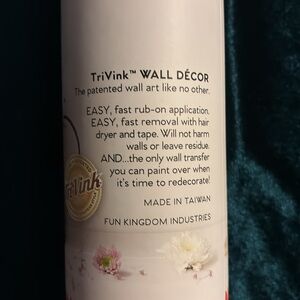 TriVink™ WALL DÉCOR
The patented wall art like no other.
EASY, fast rub-on application,
EASY, fast removal with hair
dryer and tape. Will not harm
walls or leave residue.
AND...the only wall transfer
you can paint over when
it's time to redecorate!
MADE IN TAIWAN
FUN KINGDOM INDUSTRIES
TriVink